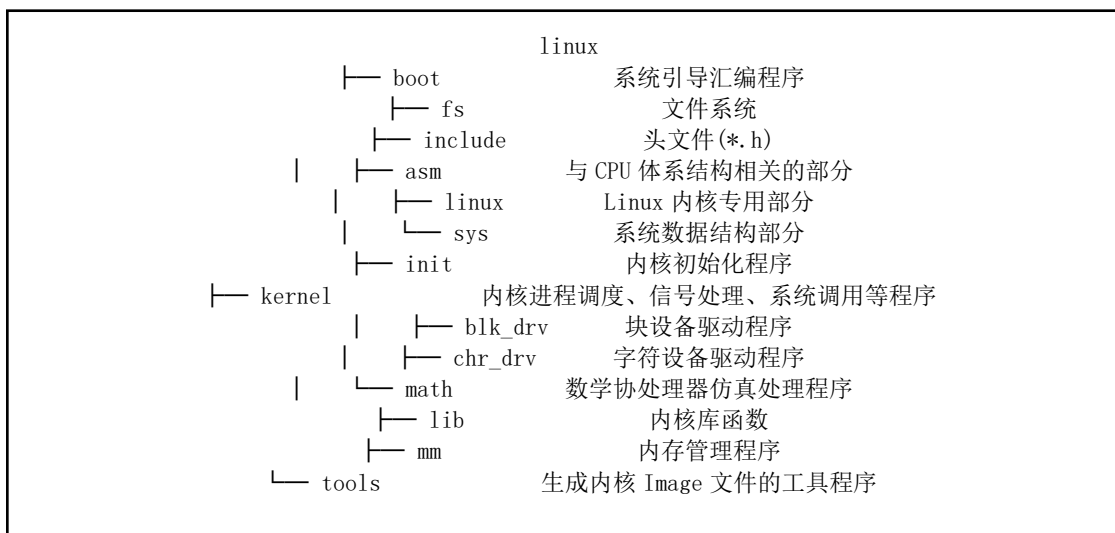 linux
├── boot 系统引导汇编程序
├── fs 文件系统
├── include 头文件(*.h)
│ ├── asm 与 CPU 体系结构相关的部分
│ ├── linux Linux 内核专用部分
│ └── sys 系统数据结构部分
├── init 内核初始化程序
├── kernel 内核进程调度、信号处理、系统调用等程序
│ ├── blk_drv 块设备驱动程序
│ ├── chr_drv 字符设备驱动程序
│ └── math 数学协处理器仿真处理程序
├── lib 内核库函数
├── mm 内存管理程序
└── tools 生成内核 Image 文件的工具程序